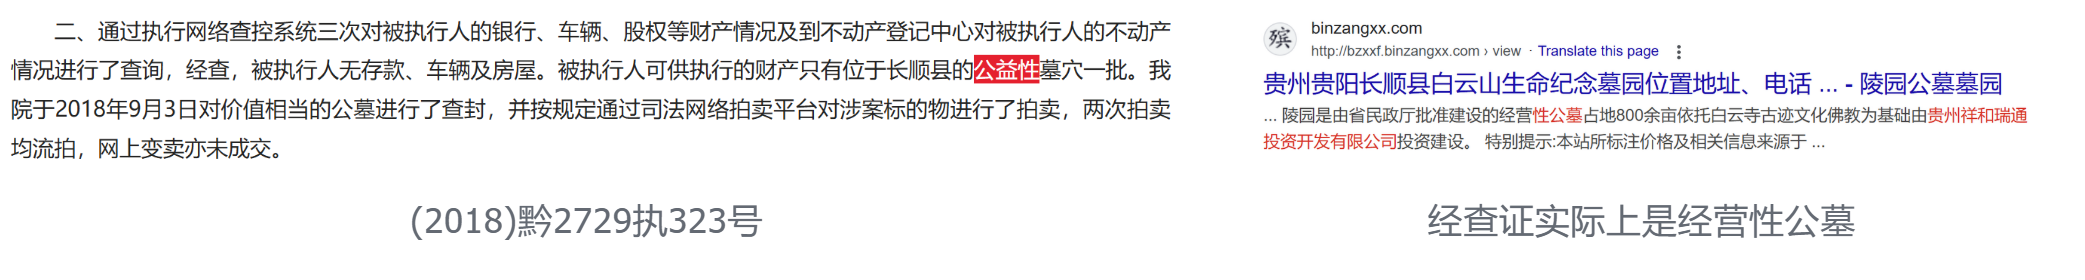 二、通过执行网络查控系统三次对被执行人的银行、车辆、股权等财产情况及到不动产登记中心对被执行人的不动产
情况进行了查询，经查，被执行人无存款、车辆及房屋。被执行人可供执行的财产只有位于长顺县的公益性墓穴一批。我
院于2018年9月3日对价值相当的公墓进行了查封，并按规定通过司法网络拍卖平台对涉案标的物进行了拍卖，两次拍卖
均流拍，网上变卖亦未成交。
(2018)黔2729执323号
殡
binzangxx.com
http://bzxxf.binzangxx.com › view · Translate this page
贵州贵阳长顺县白云山生命纪念墓园位置地址、电话 ... - 陵园公墓墓园
... 陵园是由省民政厅批准建设的经营性公墓占地800余亩依托白云寺古迹文化佛教为基础由贵州祥和瑞通
投资开发有限公司投资建设。 特别提示:本站所标注价格及相关信息来源于 ...
经查证实际上是经营性公墓